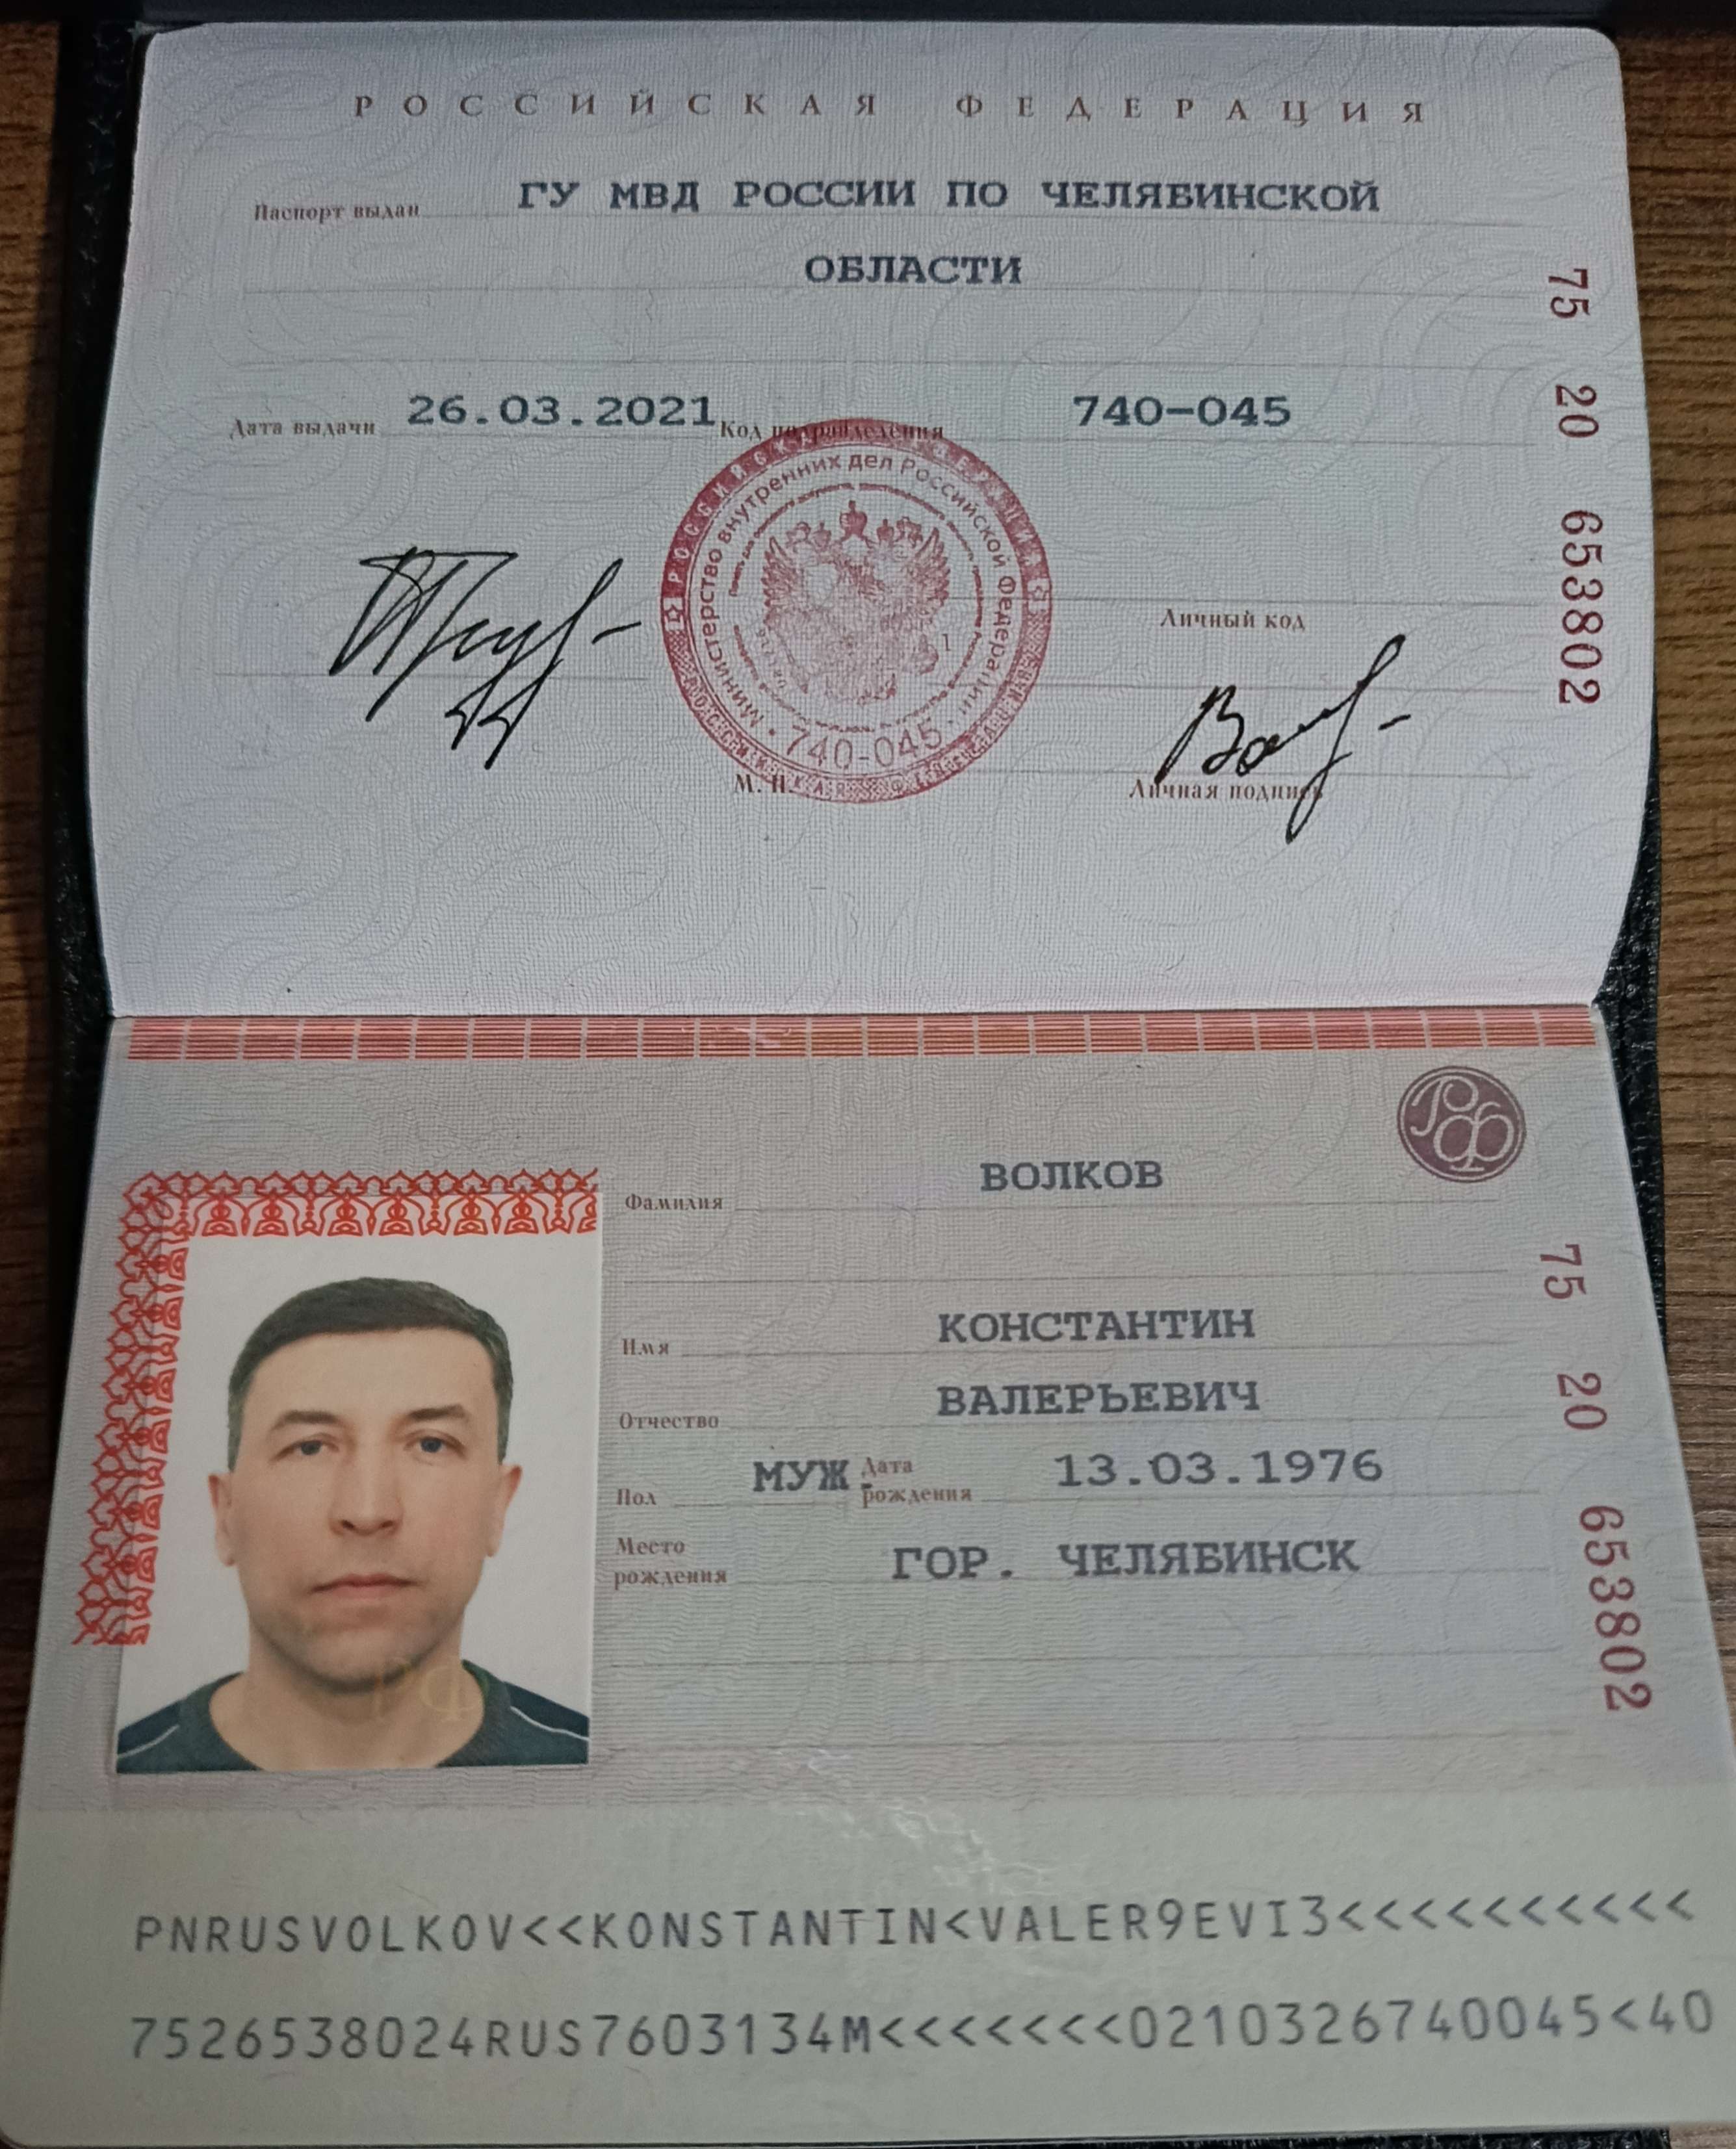 РОССИЙСКАЯ ФЕДЕРАЦИЯ
Паспорт выдан ГУ МВД РОССИИ ПО ЧЕЛЯБИНСКОЙ
ОБЛАСТИ
Дата выдачи 26.03.2021 Код подразделения 740-045
75 20 653802
РОССИЙСКАЯ ФЕДЕРАЦИЯ
Министерство внутренних дел Российской Федерации
740-045
Личный код
М. П.
Личная подпись
РФ
Фамилия ВОЛКОВ
Имя КОНСТАНТИН
Отчество ВАЛЕРЬЕВИЧ
Пол МУЖ. Дата рождения 13.03.1976
Место рождения ГОР. ЧЕЛЯБИНСК
75 20 653802
РФ
PNRUSVOLKOV<<KONSTANTIN<VALER9EVI3<<<<<<<<<<
7526538024RUS7603134M<<<<<<<0210326740045<40